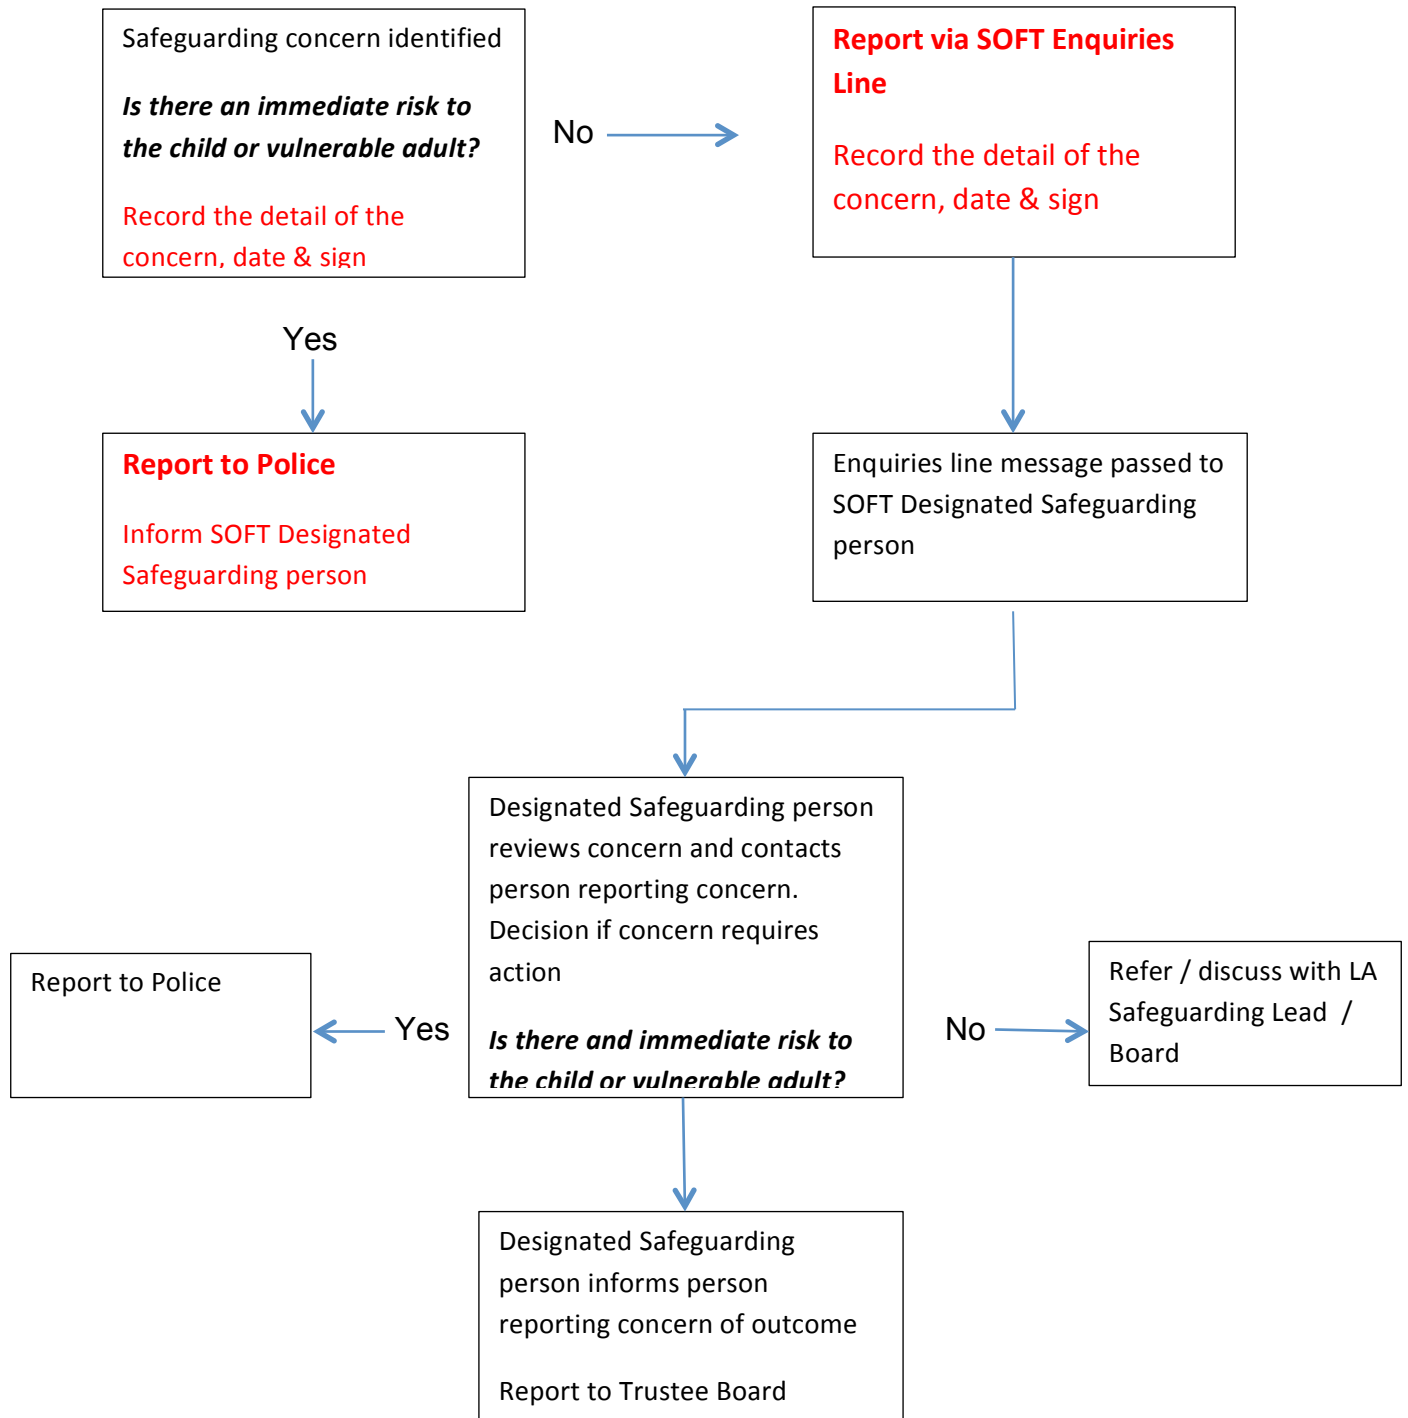 Safeguarding concern identified
Is there an immediate risk to
the child or vulnerable adult?
Record the detail of the
concern, date & sign
No
Report via SOFT Enquiries
Line
Record the detail of the
concern, date & sign
Yes
Report to Police
Inform SOFT Designated
Safeguarding person
Enquiries line message passed to
SOFT Designated Safeguarding
person
Designated Safeguarding person
reviews concern and contacts
person reporting concern.
Decision if concern requires
action
Is there and immediate risk to
the child or vulnerable adult?
Yes
Report to Police
No
Refer / discuss with LA
Safeguarding Lead /
Board
Designated Safeguarding
person informs person
reporting concern of outcome
Report to Trustee Board